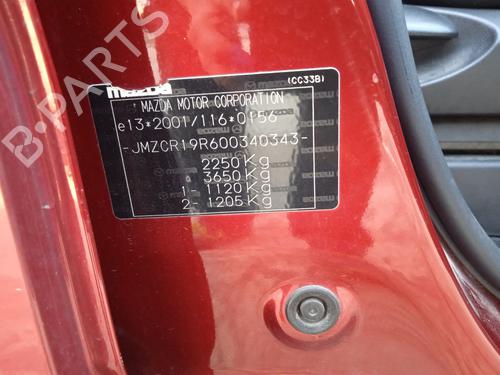 B-PARTS
mazda
(CC33B)
MAZDA MOTOR CORPORATION
e13*2001/116*0156
-JMZCR19R600340343-
2250Kg
3650Kg
1- 1120Kg
2- 1205Kg